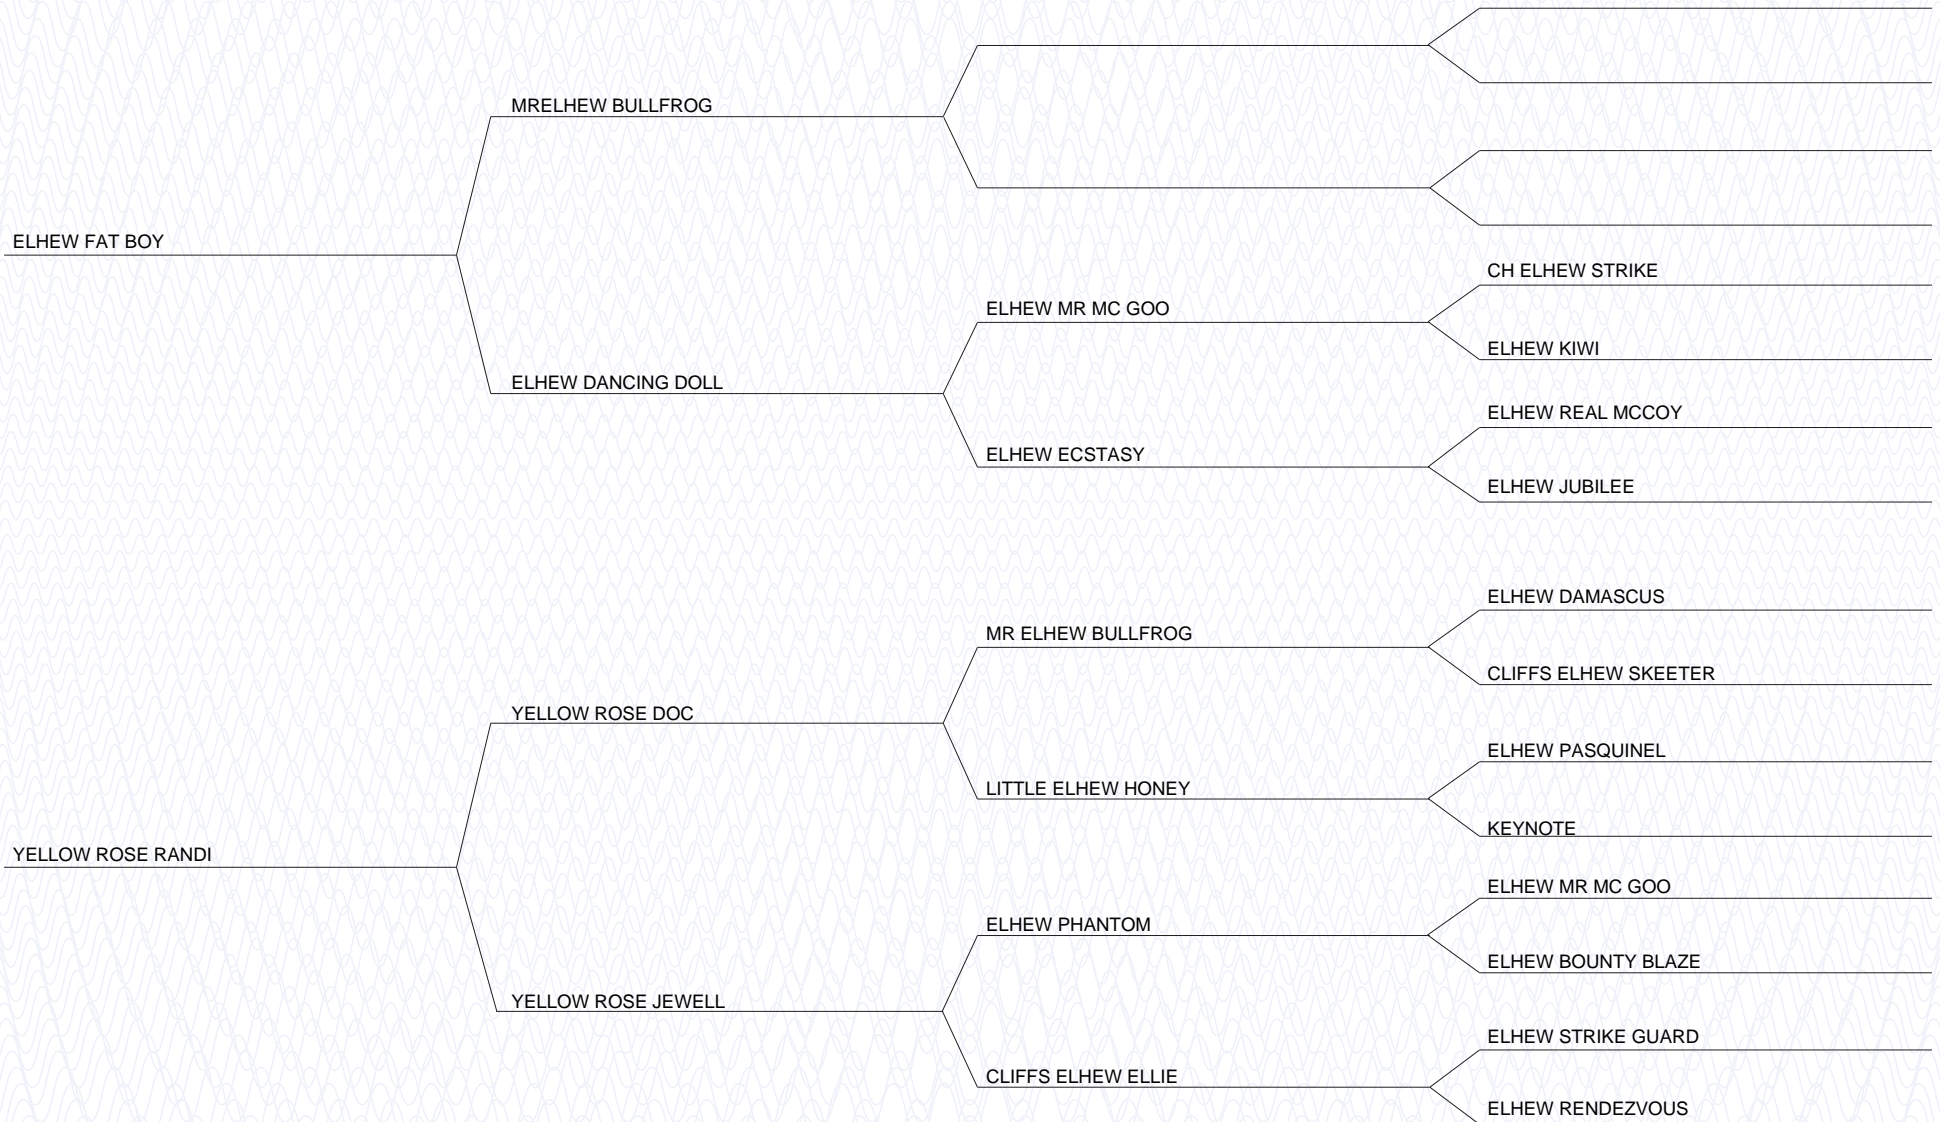 MRELHEW BULLFROG
ELHEW FAT BOY
CH ELHEW STRIKE
ELHEW MR MC GOO
ELHEW KIWI
ELHEW DANCING DOLL
ELHEW REAL MCCOY
ELHEW ECSTASY
ELHEW JUBILEE
ELHEW DAMASCUS
MR ELHEW BULLFROG
CLIFFS ELHEW SKEETER
YELLOW ROSE DOC
ELHEW PASQUINEL
LITTLE ELHEW HONEY
KEYNOTE
YELLOW ROSE RANDI
ELHEW MR MC GOO
ELHEW PHANTOM
ELHEW BOUNTY BLAZE
YELLOW ROSE JEWELL
ELHEW STRIKE GUARD
CLIFFS ELHEW ELLIE
ELHEW RENDEZVOUS